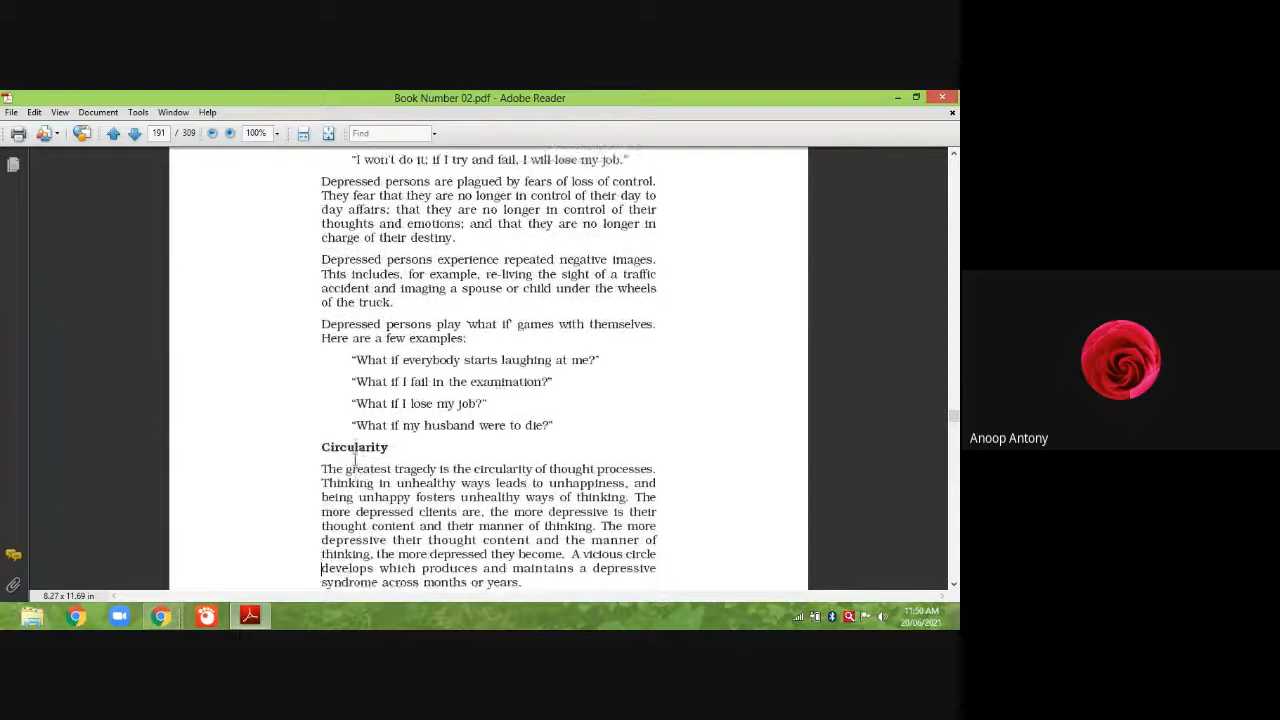 Book Number 02.pdf - Adobe Reader
File Edit View Document Tools Window Help
191 / 309 100% Find
“I won't do it; if I try and fail, I will lose my job.”
Depressed persons are plagued by fears of loss of control.
They fear that they are no longer in control of their day to
day affairs; that they are no longer in control of their
thoughts and emotions; and that they are no longer in
charge of their destiny.
Depressed persons experience repeated negative images.
This includes, for example, re-living the sight of a traffic
accident and imaging a spouse or child under the wheels
of the truck.
Depressed persons play ‘what if’ games with themselves.
Here are a few examples:
“What if everybody starts laughing at me?”
“What if I fail in the examination?”
“What if I lose my job?”
“What if my husband were to die?”
Circularity
The greatest tragedy is the circularity of thought processes.
Thinking in unhealthy ways leads to unhappiness, and
being unhappy fosters unhealthy ways of thinking. The
more depressed clients are, the more depressive is their
thought content and their manner of thinking. The more
depressive their thought content and the manner of
thinking, the more depressed they become. A vicious circle
develops which produces and maintains a depressive
syndrome across months or years.
8.27 x 11.69 in
11:50 AM
20/06/2021
Anoop Antony